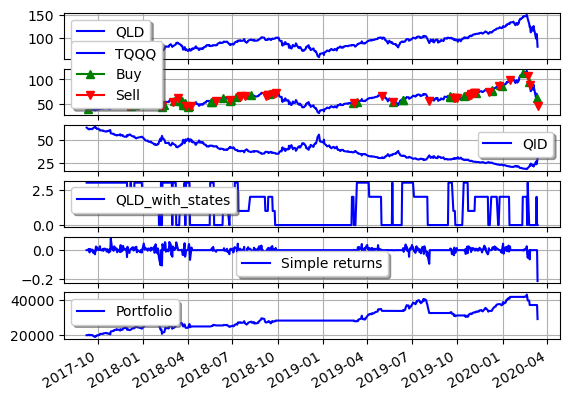 150
100
QLD
TQQQ
Buy
Sell
100
50
50
25
QID
2.5
0.0
QLD_with_states
0.0
−0.2
Simple returns
40000
20000
Portfolio
2017-10
2018-01
2018-04
2018-07
2018-10
2019-01
2019-04
2019-07
2019-10
2020-01
2020-04